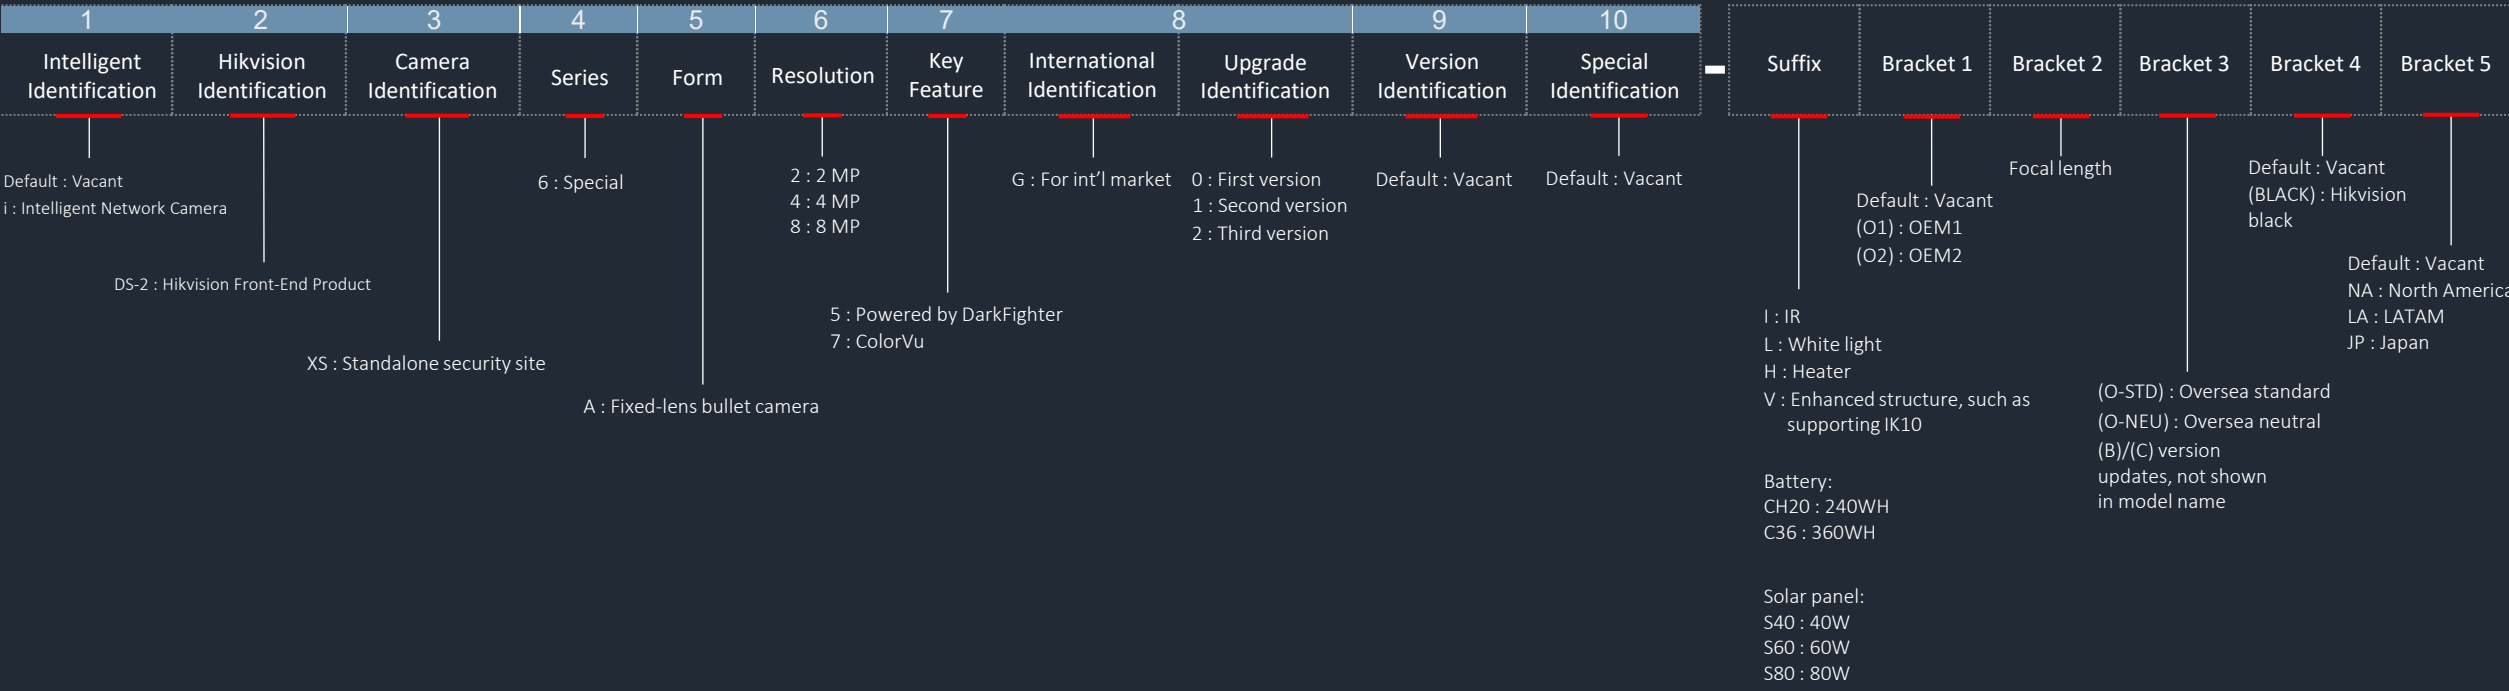 1 2 3 4 5 6 7 8 9 10
Intelligent
Identification
Hikvision
Identification
Camera
Identification
Series
Form
Resolution
Key
Feature
International
Identification
Upgrade
Identification
Version
Identification
Special
Identification
-
Suffix
Bracket 1
Bracket 2
Bracket 3
Bracket 4
Bracket 5
Default : Vacant
i : Intelligent Network Camera
DS-2 : Hikvision Front-End Product
XS : Standalone security site
6 : Special
A : Fixed-lens bullet camera
2 : 2 MP
4 : 4 MP
8 : 8 MP
5 : Powered by DarkFighter
7 : ColorVu
G : For int’l market
0 : First version
1 : Second version
2 : Third version
Default : Vacant
Default : Vacant
I : IR
L : White light
H : Heater
V : Enhanced structure, such as
supporting IK10
Battery:
CH20 : 240WH
C36 : 360WH
Solar panel:
S40 : 40W
S60 : 60W
S80 : 80W
Default : Vacant
(O1) : OEM1
(O2) : OEM2
Focal length
(O-STD) : Oversea standard
(O-NEU) : Oversea neutral
(B)/(C) version
updates, not shown
in model name
Default : Vacant
(BLACK) : Hikvision
black
Default : Vacant
NA : North America
LA : LATAM
JP : Japan